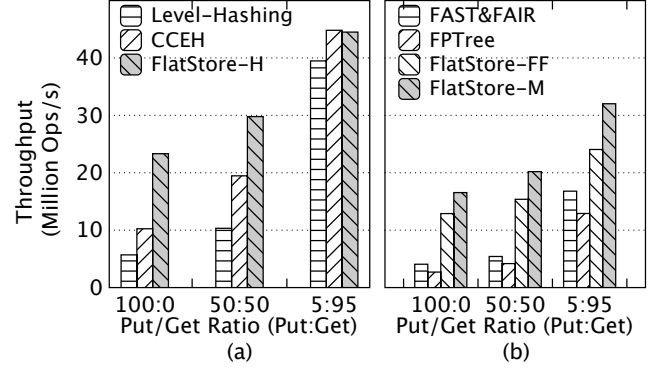 Throughput
(Million Ops/s)
40
30
20
10
0
Level-Hashing
CCEH
FlatStore-H
100:0 50:50 5:95
Put/Get Ratio (Put:Get)
(a)
FAST&FAIR
FPTree
FlatStore-FF
FlatStore-M
100:0 50:50 5:95
Put/Get Ratio (Put:Get)
(b)